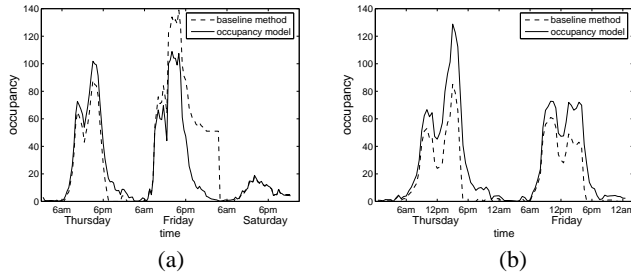 140
120
100
80
60
40
20
0
occupancy
baseline method
occupancy model
6am 6pm 6am 6pm 6am 6pm
Thursday Friday Saturday
time
(a)
140
120
100
80
60
40
20
0
occupancy
baseline method
occupancy model
6am 12pm 6pm 12am 6am 12pm 6pm 12am
Thursday Friday
time
(b)